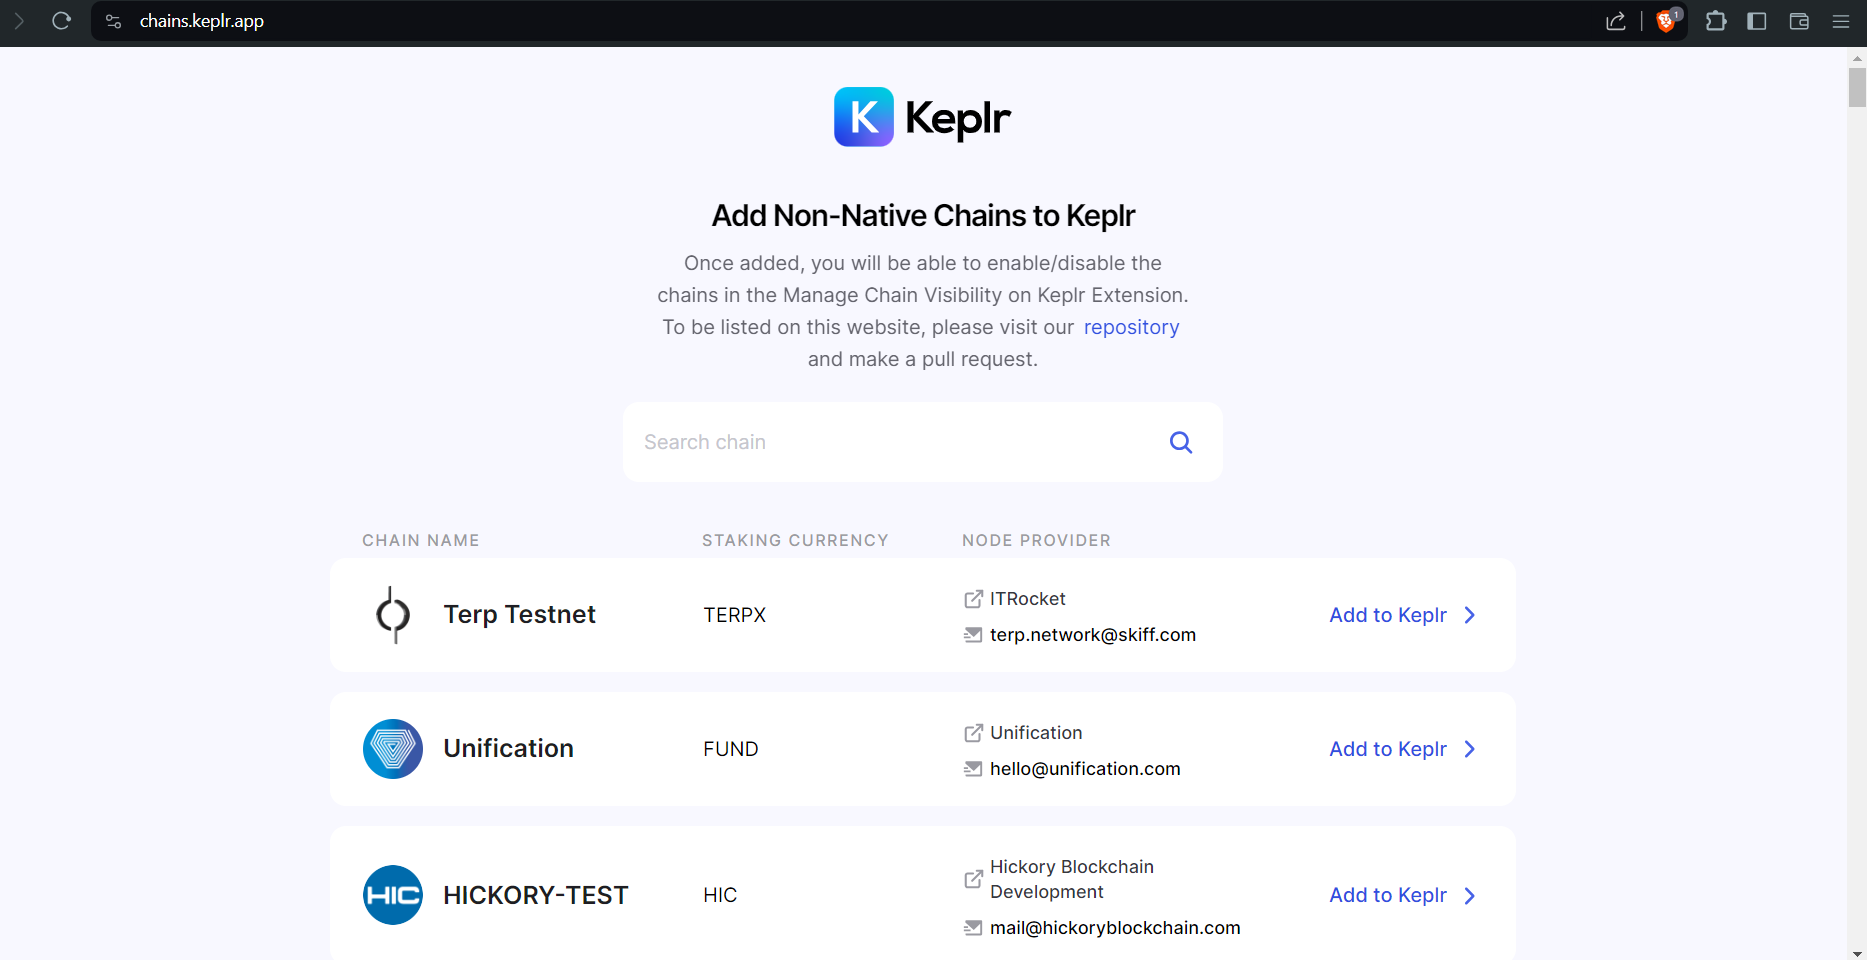 chains.keplr.app
1
K Keplr
Add Non-Native Chains to Keplr
Once added, you will be able to enable/disable the
chains in the Manage Chain Visibility on Keplr Extension.
To be listed on this website, please visit our repository
and make a pull request.
Search chain
CHAIN NAME STAKING CURRENCY NODE PROVIDER
Terp Testnet TERPX ITRocket
terp.network@skiff.com
Add to Keplr
Unification FUND Unification
hello@unification.com
Add to Keplr
HIC HICKORY-TEST HIC Hickory Blockchain
Development
mail@hickoryblockchain.com
Add to Keplr